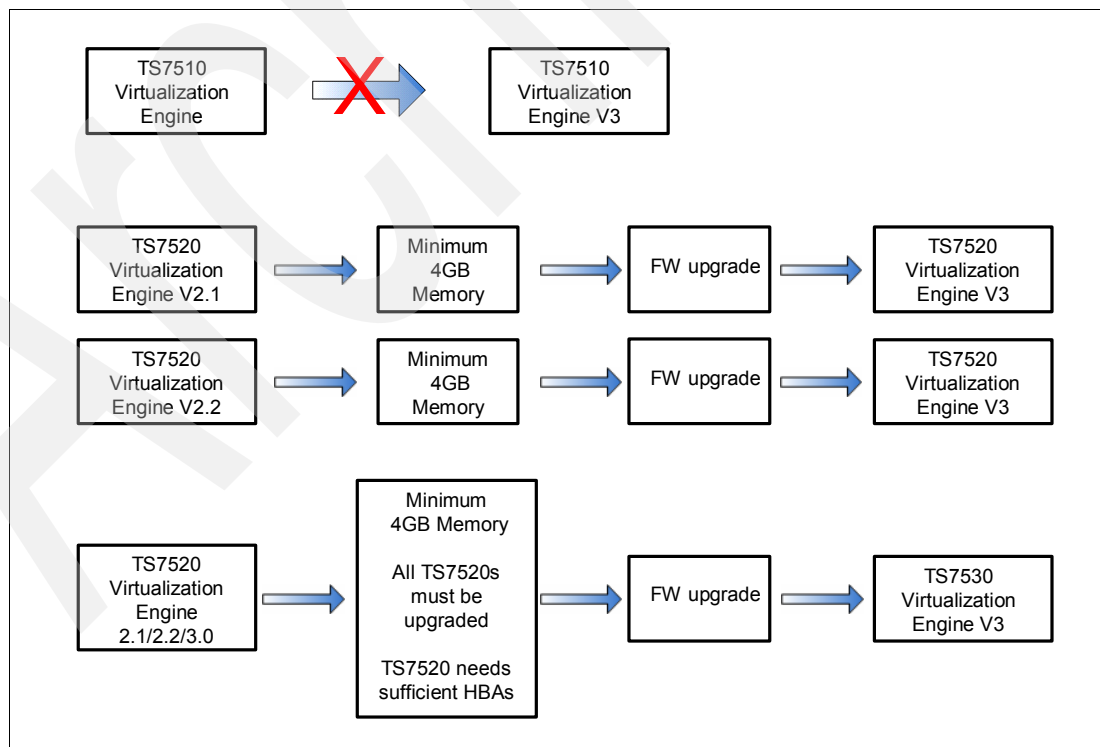 TS7510
Virtualization
Engine
TS7510
Virtualization
Engine V3
TS7520
Virtualization
Engine V2.1
Minimum
4GB
Memory
FW upgrade
TS7520
Virtualization
Engine V3
TS7520
Virtualization
Engine V2.2
Minimum
4GB
Memory
FW upgrade
TS7520
Virtualization
Engine V3
TS7520
Virtualization
Engine
2.1/2.2/3.0
Minimum
4GB Memory
All TS7520s
must be
upgraded
TS7520 needs
sufficient HBAs
FW upgrade
TS7530
Virtualization
Engine V3